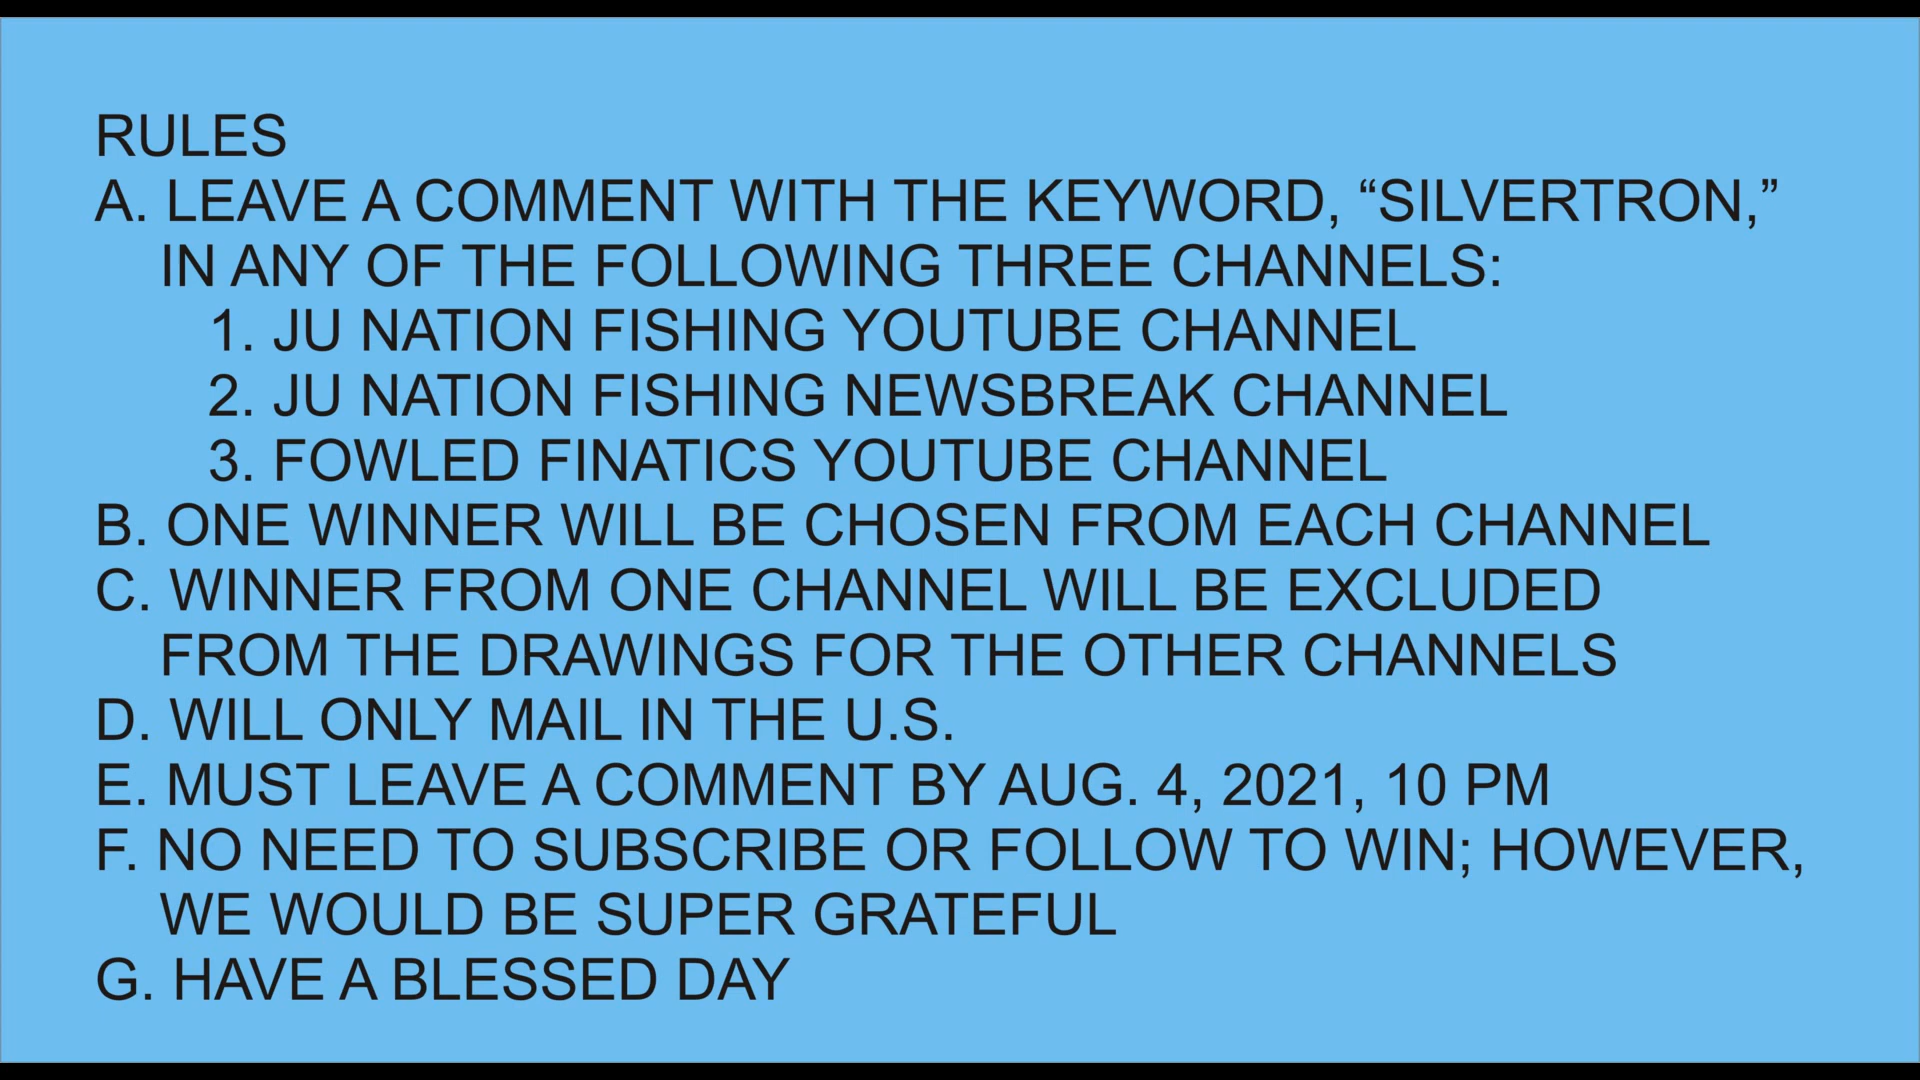 RULES
A. LEAVE A COMMENT WITH THE KEYWORD, “SILVERTRON,”
IN ANY OF THE FOLLOWING THREE CHANNELS:
1. JU NATION FISHING YOUTUBE CHANNEL
2. JU NATION FISHING NEWSBREAK CHANNEL
3. FOWLED FINATICS YOUTUBE CHANNEL
B. ONE WINNER WILL BE CHOSEN FROM EACH CHANNEL
C. WINNER FROM ONE CHANNEL WILL BE EXCLUDED
FROM THE DRAWINGS FOR THE OTHER CHANNELS
D. WILL ONLY MAIL IN THE U.S.
E. MUST LEAVE A COMMENT BY AUG. 4, 2021, 10 PM
F. NO NEED TO SUBSCRIBE OR FOLLOW TO WIN; HOWEVER,
WE WOULD BE SUPER GRATEFUL
G. HAVE A BLESSED DAY